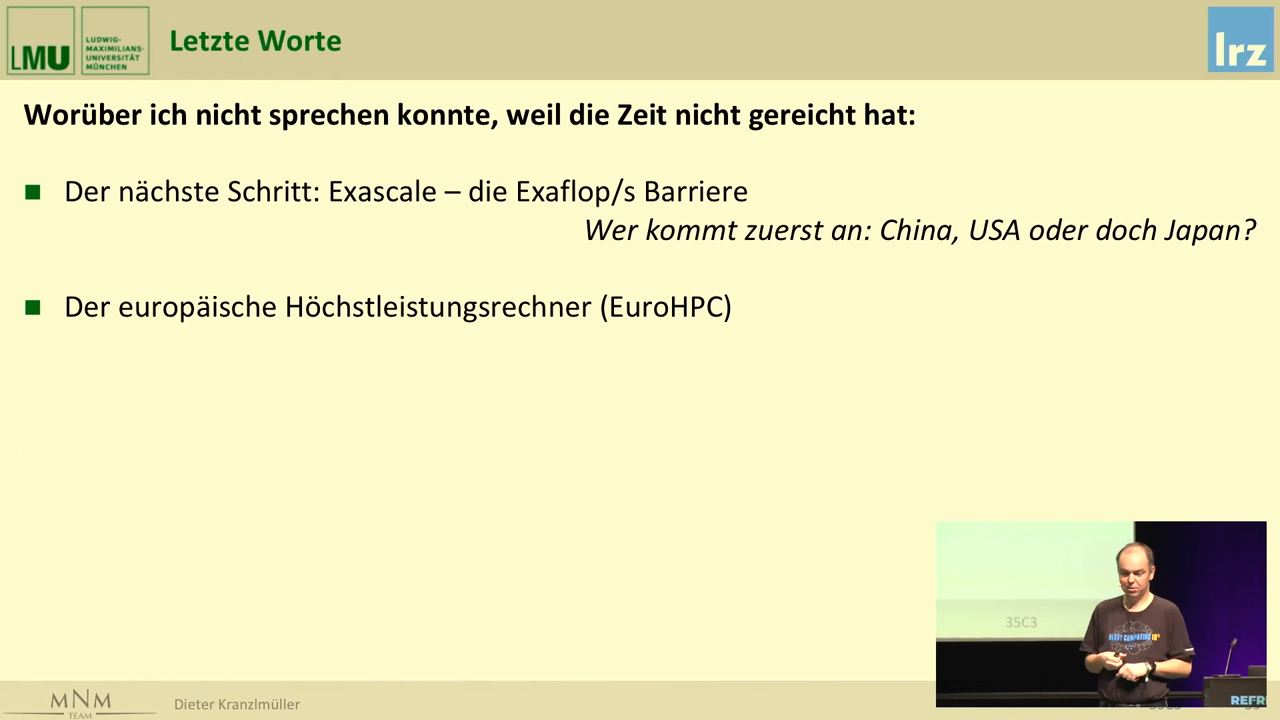 LMU
LUDWIG-
MAXIMILIANS-
UNIVERSITÄT
MÜNCHEN
Letzte Worte
lrz
Worüber ich nicht sprechen konnte, weil die Zeit nicht gereicht hat:
Der nächste Schritt: Exascale – die Exaflop/s Barriere
Wer kommt zuerst an: China, USA oder doch Japan?
Der europäische Höchstleistungsrechner (EuroHPC)
35C3
REFR
MNM
TEAM
Dieter Kranzlmüller